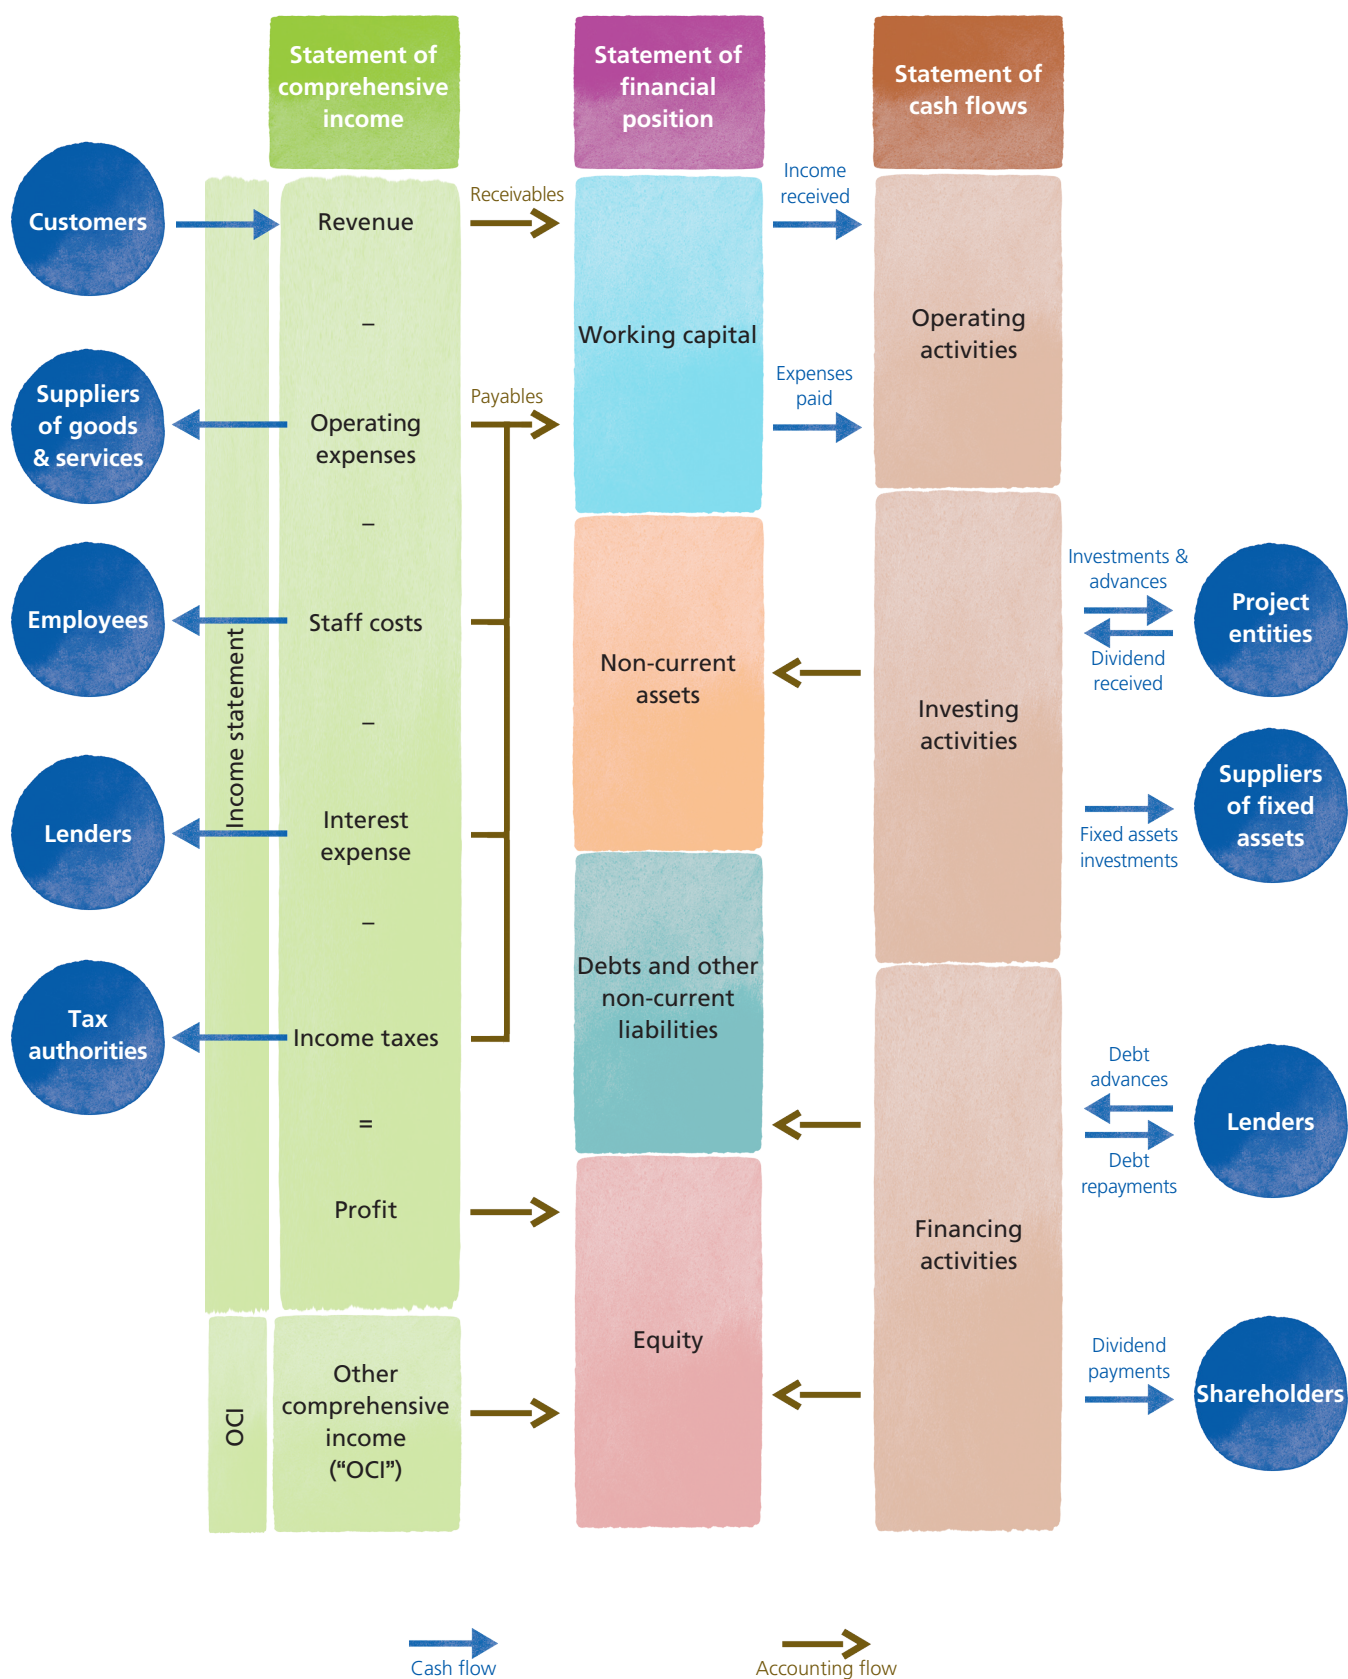 Statement of
comprehensive
income
Statement of
financial
position
Statement of
cash flows
Customers
Suppliers
of goods
& services
Employees
Lenders
Tax
authorities
Income statement
OCI
Revenue
–
Operating
expenses
–
Staff costs
–
Interest
expense
–
Income taxes
=
Profit
Other
comprehensive
income
(“OCI”)
Receivables
Payables
Working capital
Non-current
assets
Debts and other
non-current
liabilities
Equity
Income
received
Expenses
paid
Operating
activities
Investing
activities
Financing
activities
Investments &
advances
Dividend
received
Fixed assets
investments
Debt
advances
Debt
repayments
Dividend
payments
Project
entities
Suppliers
of fixed
assets
Lenders
Shareholders
Cash flow
Accounting flow